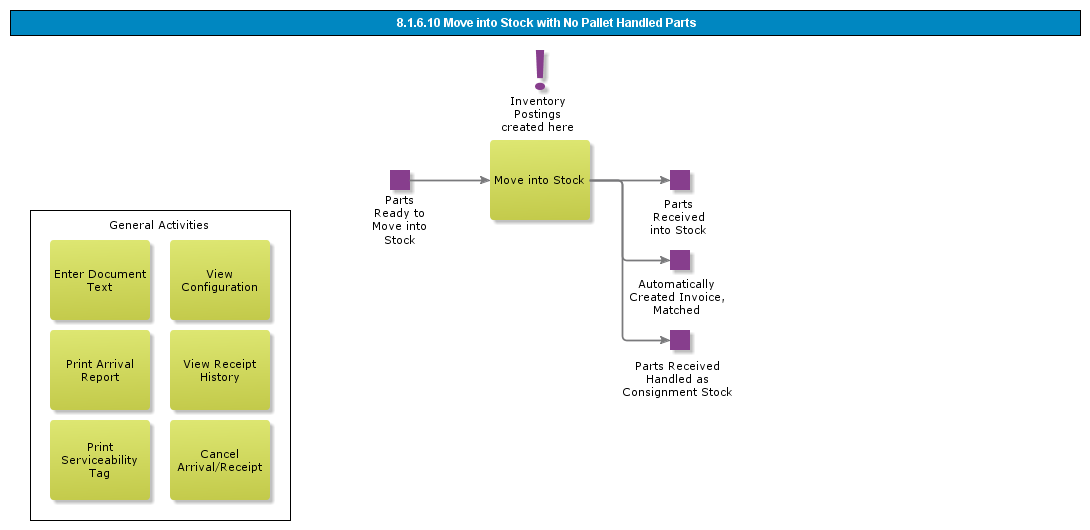 8.1.6.10 Move into Stock with No Pallet Handled Parts
Inventory
Postings
created here
Move into Stock
Parts
Ready to
Move into
Stock
Parts
Received
into Stock
Automatically
Created Invoice,
Matched
Parts Received
Handled as
Consignment Stock
General Activities
Enter Document
Text
View
Configuration
Print Arrival
Report
View Receipt
History
Print
Serviceability
Tag
Cancel
Arrival/Receipt